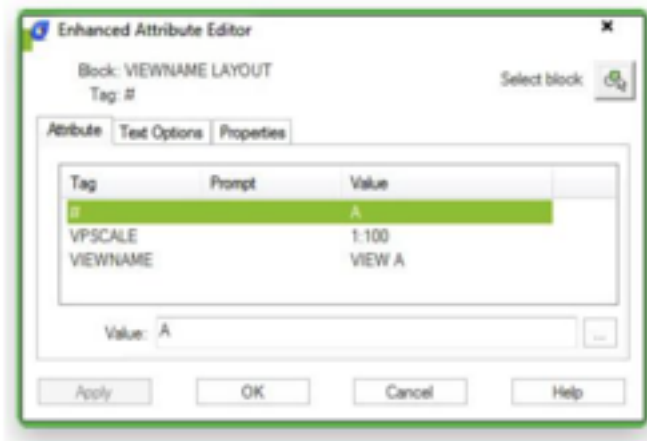 Enhanced Attribute Editor
Block: VIEWNAME LAYOUT
Tag: #
Select block
Attribute Text Options Properties
Tag Prompt Value
# A
VPSCALE 1:100
VIEWNAME VIEW A
Value: A ...
Apply OK Cancel Help